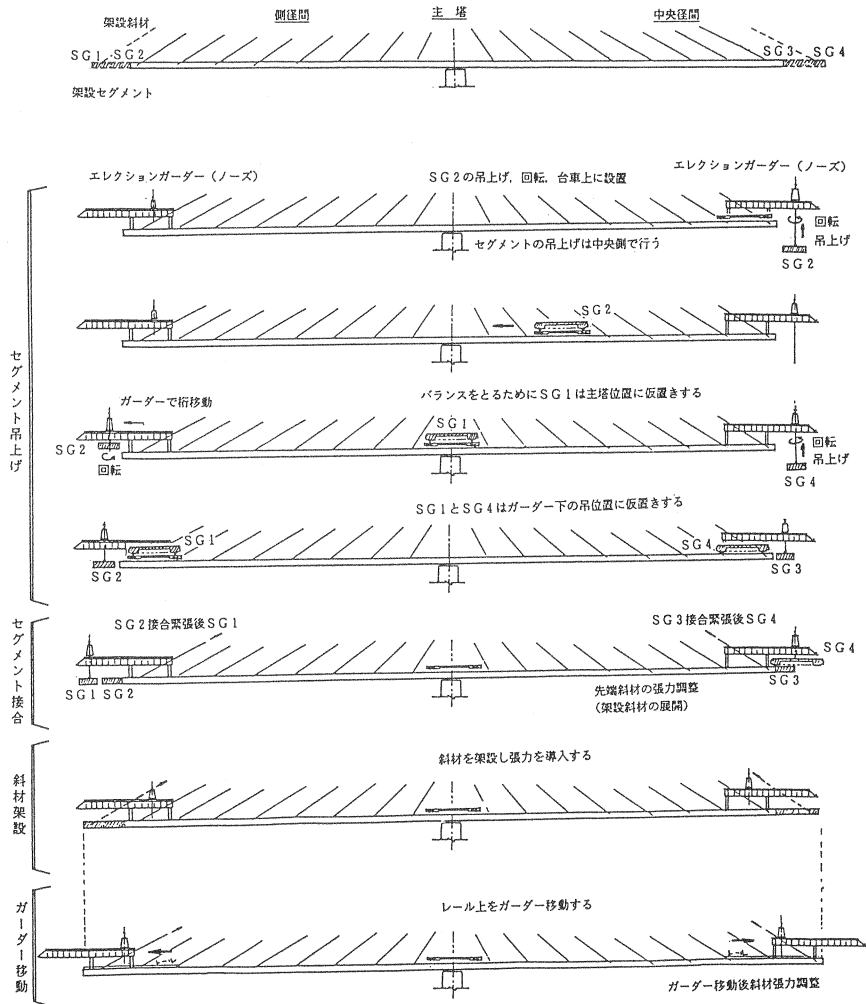 側径間
主塔
中央径間
架設斜材
SG1 SG2
SG3 SG4
架設セグメント
エレクションガーダー(ノーズ)
エレクションガーダー(ノーズ)
SG2の吊上げ,回転,台車上に設置
回転
吊上げ
セグメントの吊上げは中央側で行う
SG2
SG2
セグメント吊上げ
ガーダーで桁移動
バランスをとるためにSG1は主塔位置に仮置きする
SG1
SG2
回転
回転
吊上げ
SG4
SG1とSG4はガーダー下の吊位置に仮置きする
SG1
SG4
SG2
SG3
セグメント接合
SG2接合緊張後SG1
SG3接合緊張後SG4
SG4
SG1 SG2
SG3
先端斜材の張力調整
(架設斜材の展開)
斜材架設
斜材を架設し張力を導入する
ガーダー移動
レール上をガーダー移動する
ガーダー移動後斜材張力調整